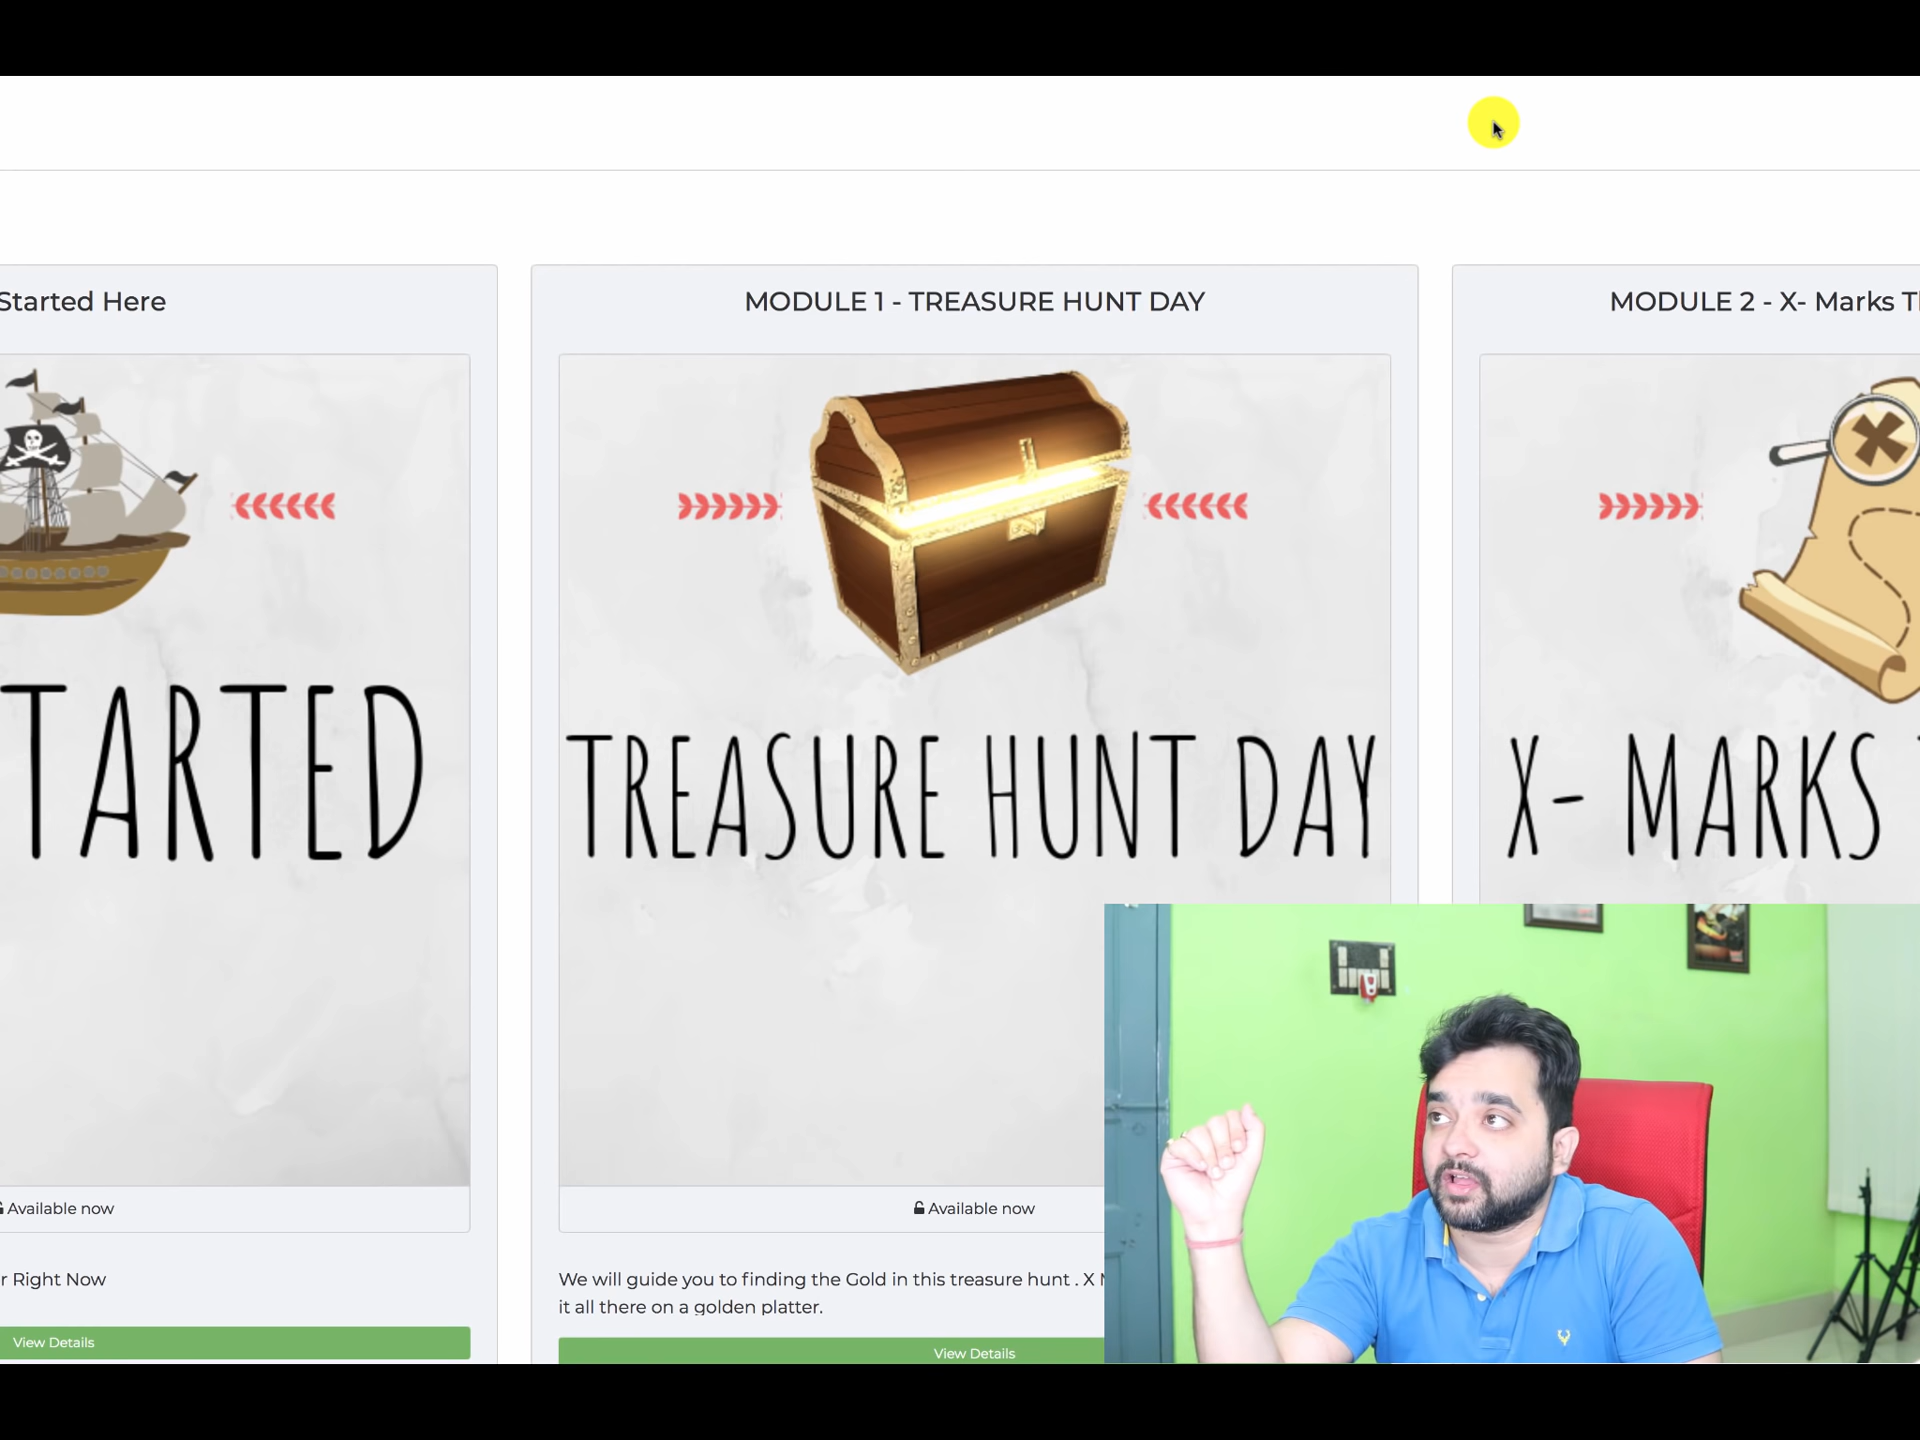 Started Here
TARTED
Available now
r Right Now
View Details
MODULE 1 - TREASURE HUNT DAY
TREASURE HUNT DAY
Available now
We will guide you to finding the Gold in this treasure hunt . X
it all there on a golden platter.
View Details
MODULE 2 - X- Marks
X- MARKS